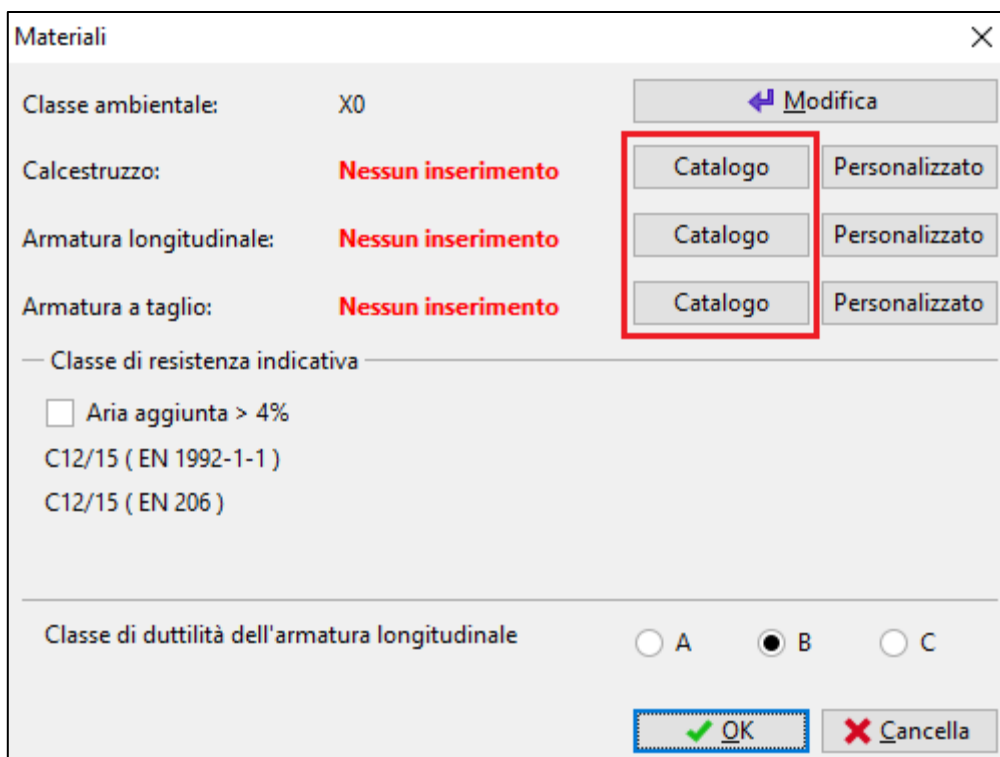 Materiali
Classe ambientale: X0 Modifica
Calcestruzzo: Nessun inserimento Catalogo Personalizzato
Armatura longitudinale: Nessun inserimento Catalogo Personalizzato
Armatura a taglio: Nessun inserimento Catalogo Personalizzato
Classe di resistenza indicativa
Aria aggiunta > 4%
C12/15 ( EN 1992-1-1 )
C12/15 ( EN 206 )
Classe di duttilità dell'armatura longitudinale A B C
OK Cancella